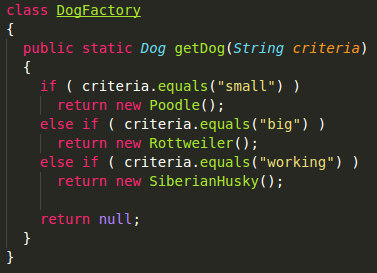 class DogFactory
{
  public static Dog getDog(String criteria)
  {
    if ( criteria.equals("small") )
      return new Poodle();
    else if ( criteria.equals("big") )
      return new Rottweiler();
    else if ( criteria.equals("working") )
      return new SiberianHusky();

    return null;
  }
}